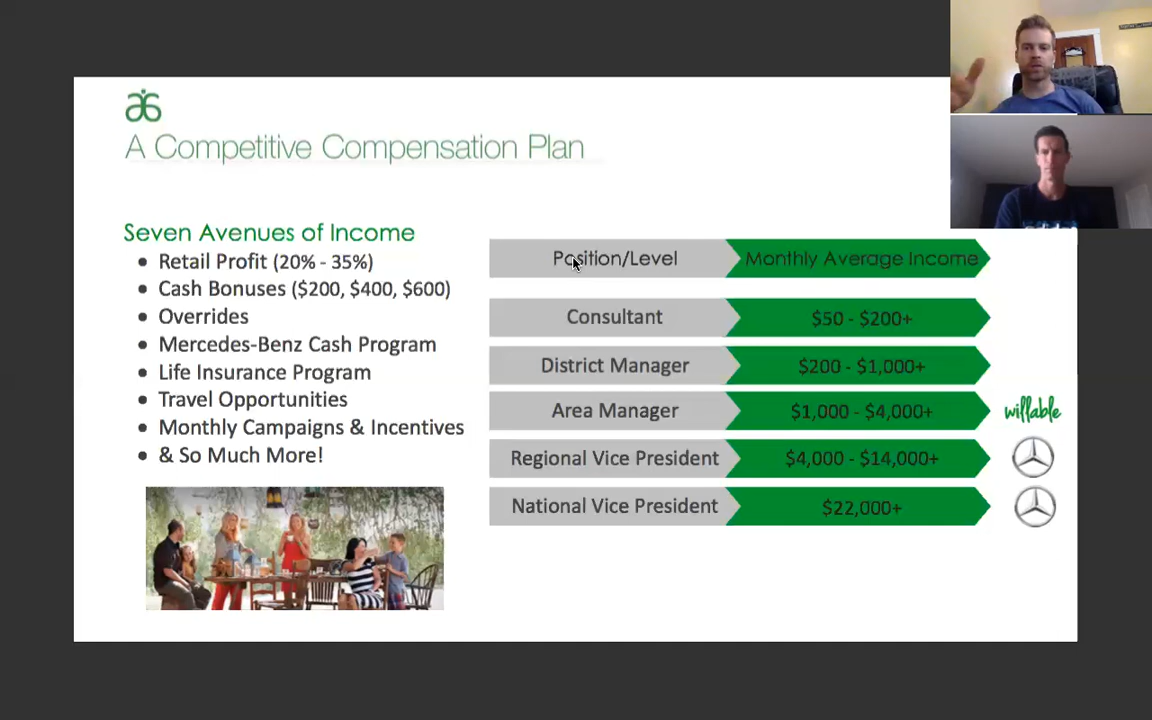 A Competitive Compensation Plan
Seven Avenues of Income
Retail Profit (20% - 35%)
Cash Bonuses ($200, $400, $600)
Overrides
Mercedes-Benz Cash Program
Life Insurance Program
Travel Opportunities
Monthly Campaigns & Incentives
& So Much More!
Position/Level Monthly Average Income
Consultant $50 - $200+
District Manager $200 - $1,000+
Area Manager $1,000 - $4,000+
willable
Regional Vice President $4,000 - $14,000+
National Vice President $22,000+